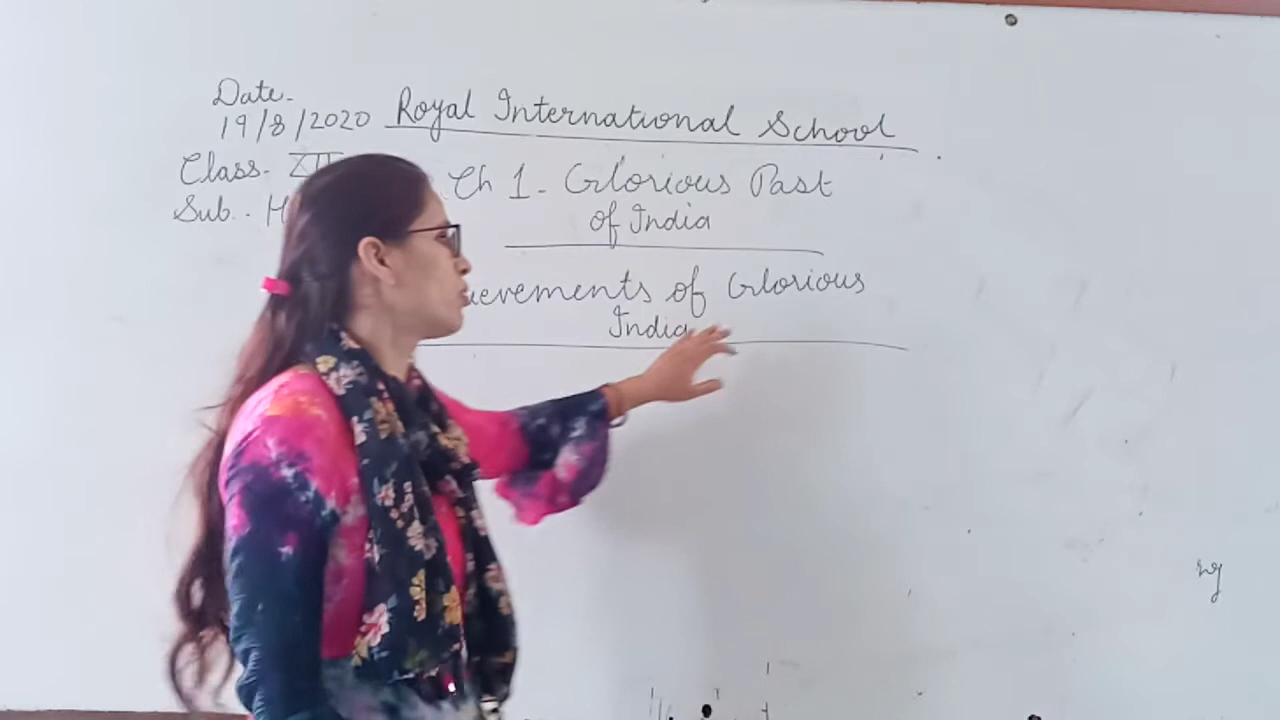 Date-
19/8/2020 Royal International School
Class- XII
Ch 1- Glorious Past
Sub.-
of India
of Glorious
India